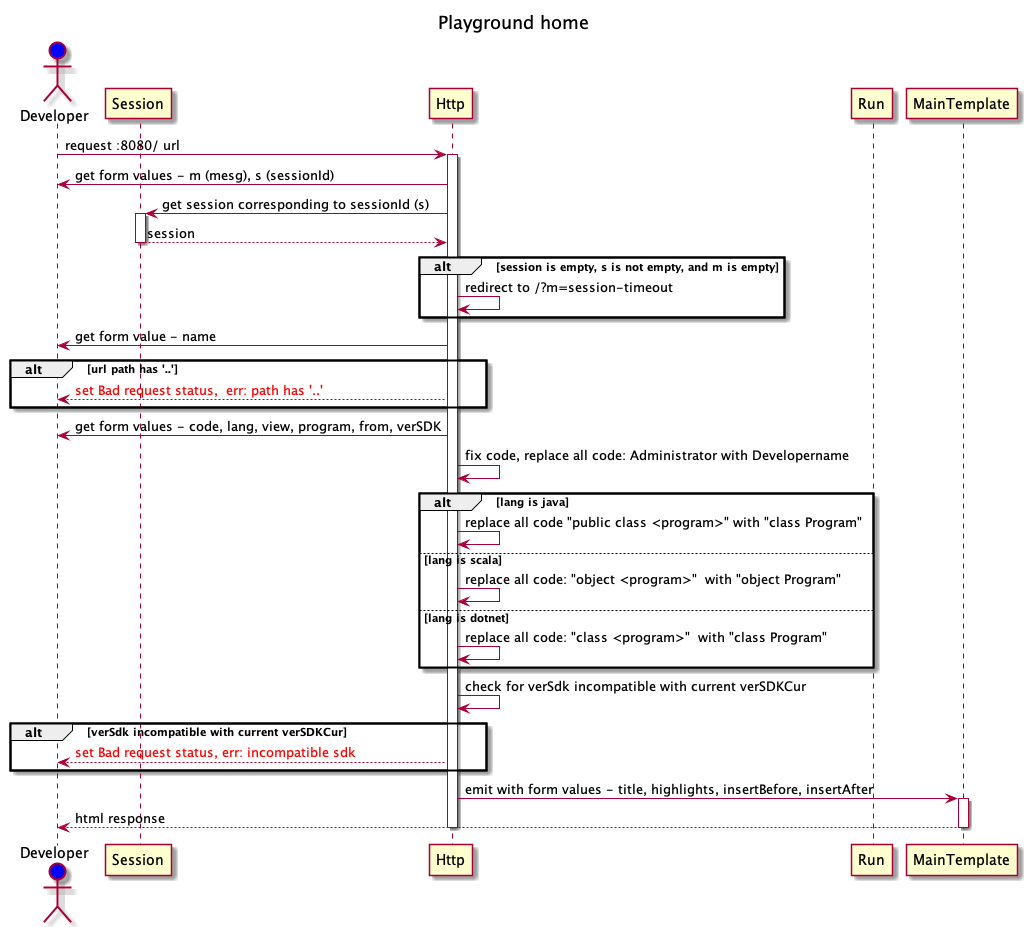 Playground home
Developer
Session
Http
Run
MainTemplate
request :8080/ url
get form values - m (mesg), s (sessionId)
get session corresponding to sessionId (s)
session
alt [session is empty, s is not empty, and m is empty]
redirect to /?m=session-timeout
get form value - name
alt [url path has '..']
set Bad request status,  err: path has '..'
get form values - code, lang, view, program, from, verSDK
fix code, replace all code: Administrator with Developername
alt [lang is java]
replace all code "public class <program>" with "class Program"
[lang is scala]
replace all code: "object <program>"  with "object Program"
[lang is dotnet]
replace all code: "class <program>"  with "class Program"
check for verSdk incompatible with current verSDKCur
alt [verSdk incompatible with current verSDKCur]
set Bad request status, err: incompatible sdk
emit with form values - title, highlights, insertBefore, insertAfter
html response
Developer
Session
Http
Run
MainTemplate